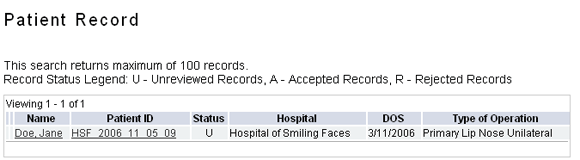 Patient Record
This search returns maximum of 100 records.
Record Status Legend: U - Unreviewed Records, A - Accepted Records, R - Rejected Records
Viewing 1 - 1 of 1
Name Patient ID Status Hospital DOS Type of Operation
Doe, Jane HSF_2006_11_05_09 U Hospital of Smiling Faces 3/11/2006 Primary Lip Nose Unilateral